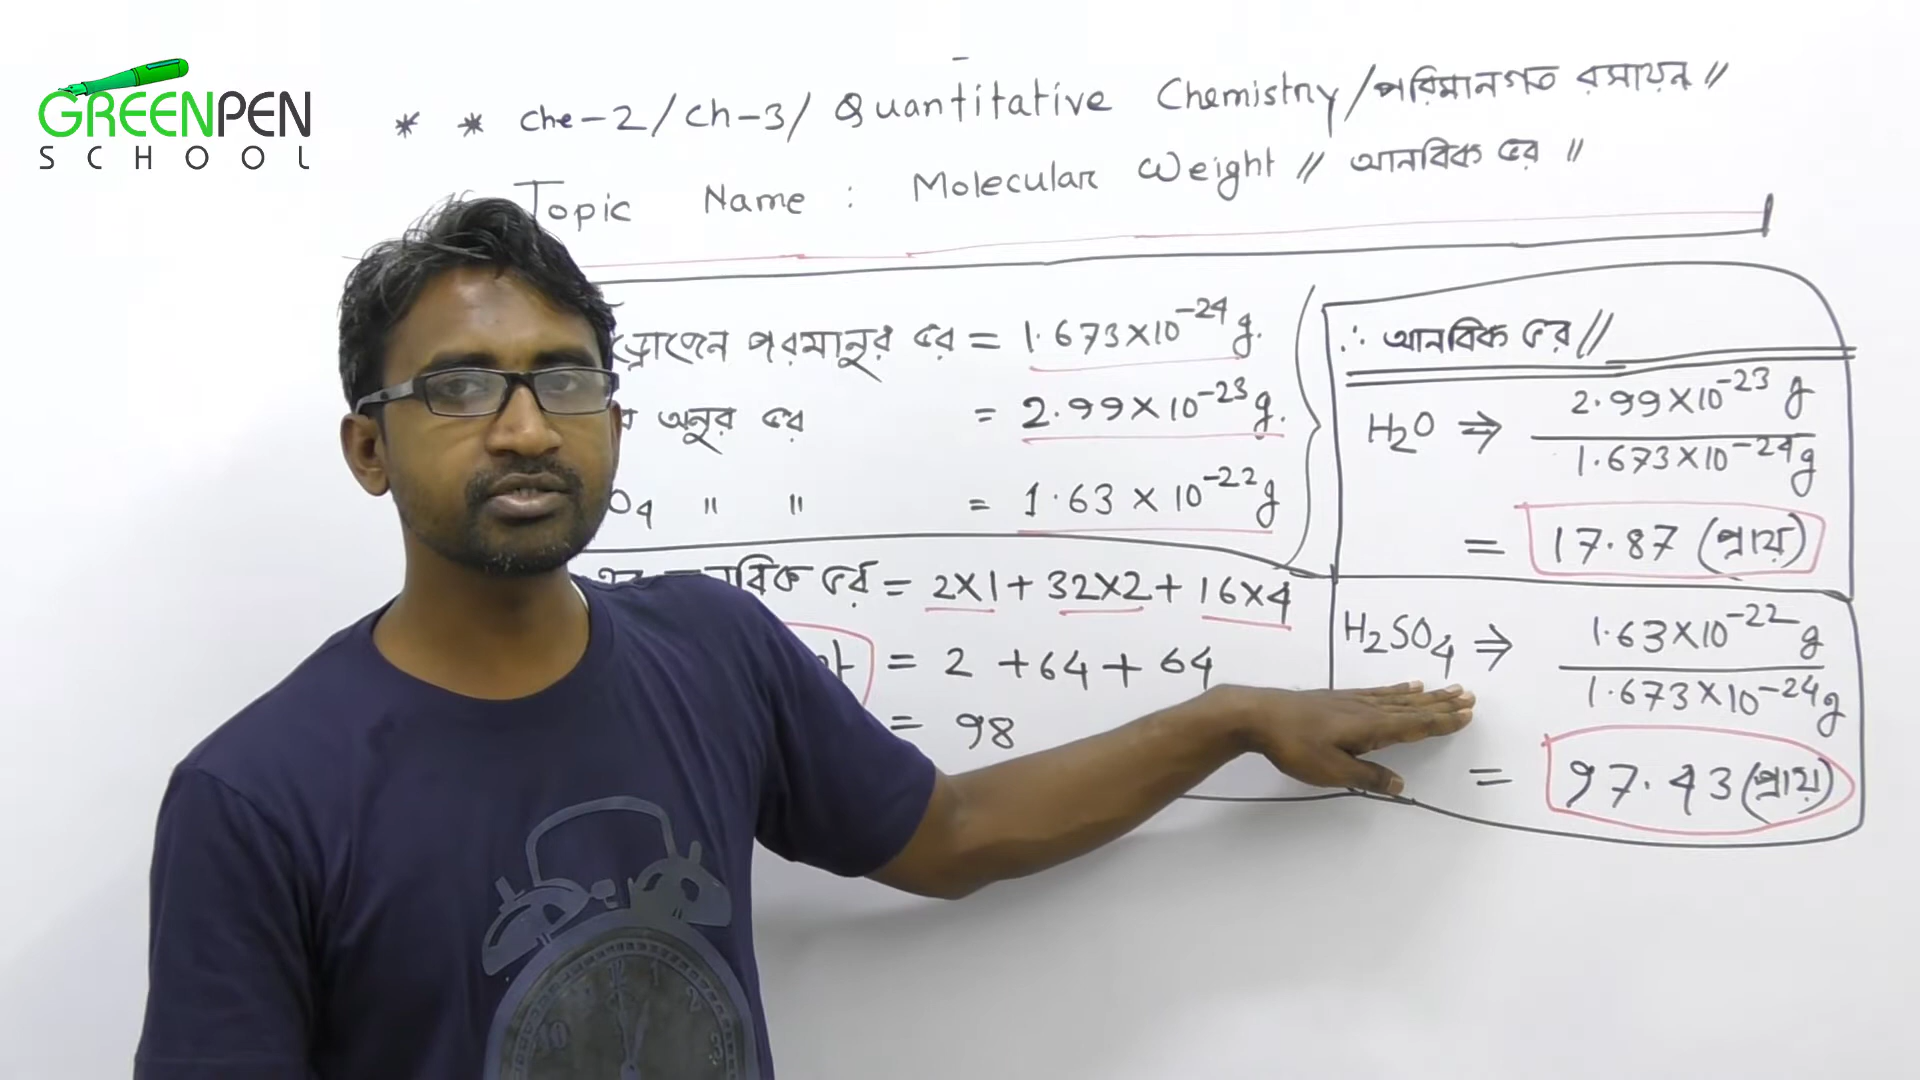 GREENPEN
SCHOOL
* * Che-2/Ch-3/ Quantitative Chemistry/পরিমানগত রসায়ন //
Topic Name : Molecular Weight // আনবিক ভর //
ড্রোজেন পরমানুর ভর = 1.673×10⁻²⁴ g.
অনুর ভর = 2.99×10⁻²³ g.
O₄ " " = 1.63 × 10⁻²² g
বিক ভর = 2×1 + 32×2 + 16×4
= 2 + 64 + 64
= 98
∴ আনবিক ভর //
H₂O ⇒ 2.99×10⁻²³ g
1.673×10⁻²⁴ g
= 17.87 (প্রায়)
H₂SO₄ ⇒ 1.63×10⁻²² g
1.673×10⁻²⁴ g
= 97.43 (প্রায়)